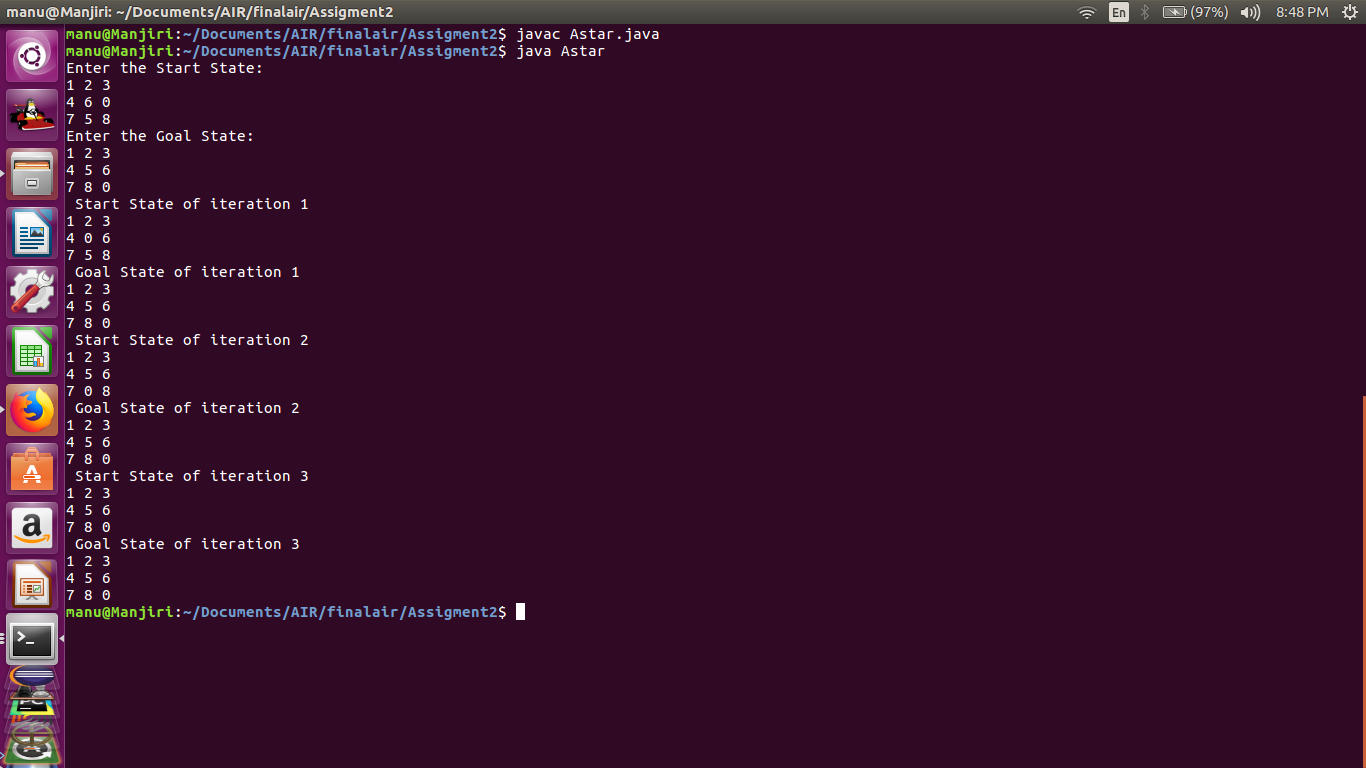 manu@Manjiri: ~/Documents/AIR/finalair/Assigment2 En (97%) 8:48 PM
manu@Manjiri:~/Documents/AIR/finalair/Assigment2$ javac Astar.java
manu@Manjiri:~/Documents/AIR/finalair/Assigment2$ java Astar
Enter the Start State:
1 2 3
4 6 0
7 5 8
Enter the Goal State:
1 2 3
4 5 6
7 8 0
Start State of iteration 1
1 2 3
4 0 6
7 5 8
Goal State of iteration 1
1 2 3
4 5 6
7 8 0
Start State of iteration 2
1 2 3
4 5 6
7 0 8
Goal State of iteration 2
1 2 3
4 5 6
7 8 0
Start State of iteration 3
1 2 3
4 5 6
7 8 0
Goal State of iteration 3
1 2 3
4 5 6
7 8 0
manu@Manjiri:~/Documents/AIR/finalair/Assigment2$
A
a
>_
PC